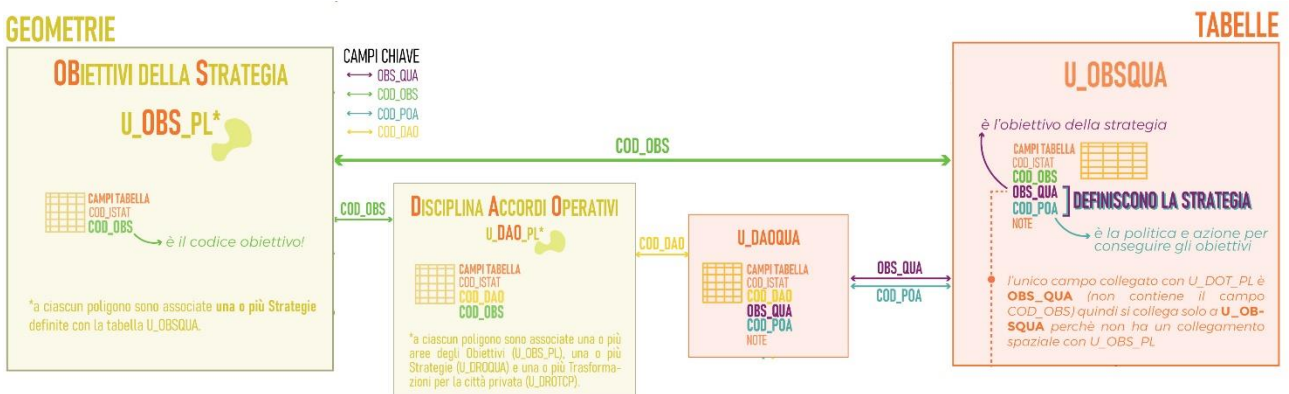 GEOMETRIE
OBIETTIVI DELLA STRATEGIA
U_OBS_PL*
CAMPI TABELLA
COD_ISTAT
COD_OBS
è il codice obiettivo!
*a ciascun poligono sono associate una o più Strategie
definite con la tabella U_OBSQUA.
CAMPI CHIAVE
OBS_QUA
COD_OBS
COD_POA
COD_DAO
COD_OBS
COD_OBS
DISCIPLINA ACCORDI OPERATIVI
U_DAO_PL*
CAMPI TABELLA
COD_ISTAT
COD_DAO
COD_OBS
*a ciascun poligono sono associate una o più
aree degli Obiettivi (U_OBS_PL), una o più
Strategie (U_DROQUA) e una o più Trasforma-
zioni per la città privata (U_DROTCP).
COD_DAO
U_DAOQUA
CAMPI TABELLA
COD_ISTAT
COD_DAO
OBS_QUA
COD_POA
NOTE
OBS_QUA
COD_POA
TABELLE
U_OBSQUA
è l'obiettivo della strategia
CAMPI TABELLA
COD_ISTAT
COD_OBS
OBS_QUA
COD_POA
NOTE
DEFINISCONO LA STRATEGIA
è la politica e azione per
conseguire gli obiettivi
l'unico campo collegato con U_DOT_PL è
OBS_QUA (non contiene il campo
COD_OBS) quindi si collega solo a U_OB-
SQUA perchè non ha un collegamento
spaziale con U_OBS_PL